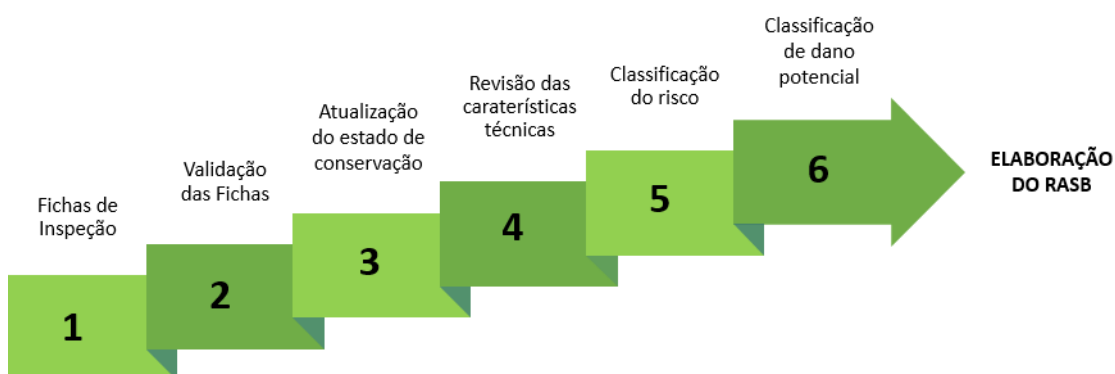 Fichas de
Inspeção
1
Validação
das Fichas
2
Atualização
do estado de
conservação
3
Revisão das
caraterísticas
técnicas
4
Classificação
do risco
5
Classificação
de dano
potencial
6
ELABORAÇÃO
DO RASB